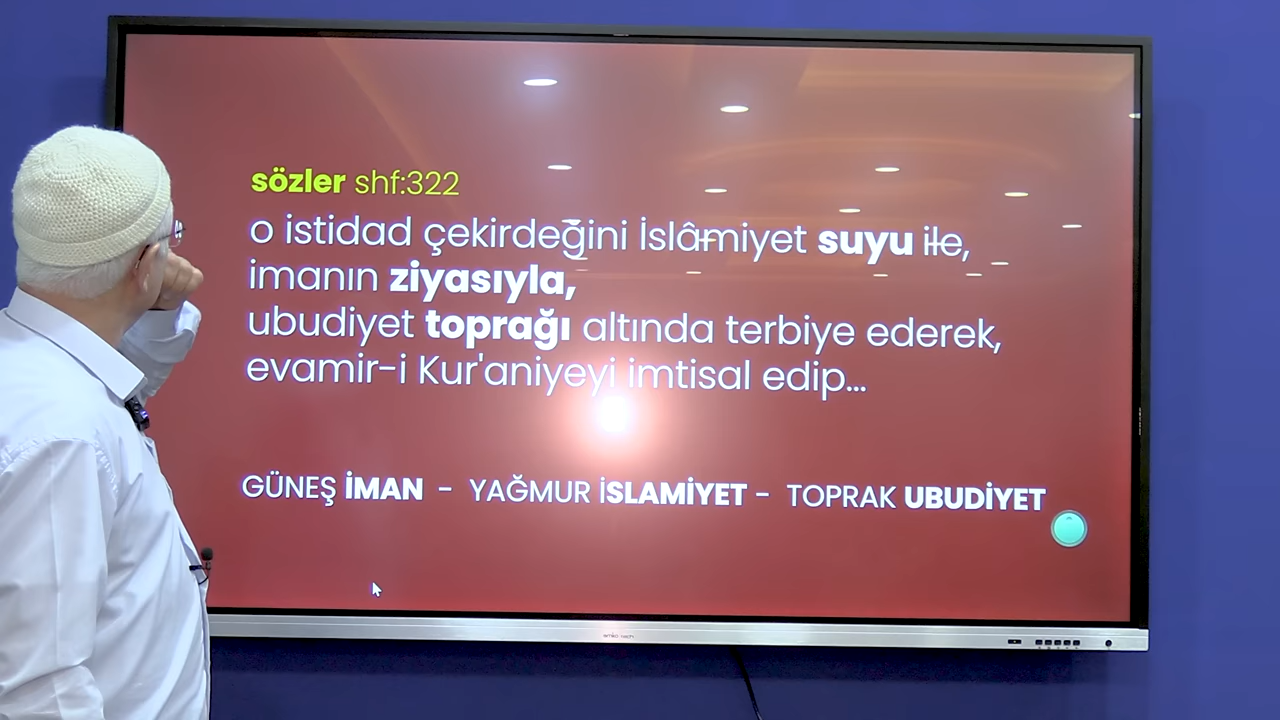 sözler shf:322
o istidad çekirdeğini İslâmiyet suyu ile,
imanın ziyasıyla,
ubudiyet toprağı altında terbiye ederek,
evamir-i Kur'aniyeyi imtisal edip...
GÜNEŞ İMAN - YAĞMUR İSLAMİYET - TOPRAK UBUDİYET